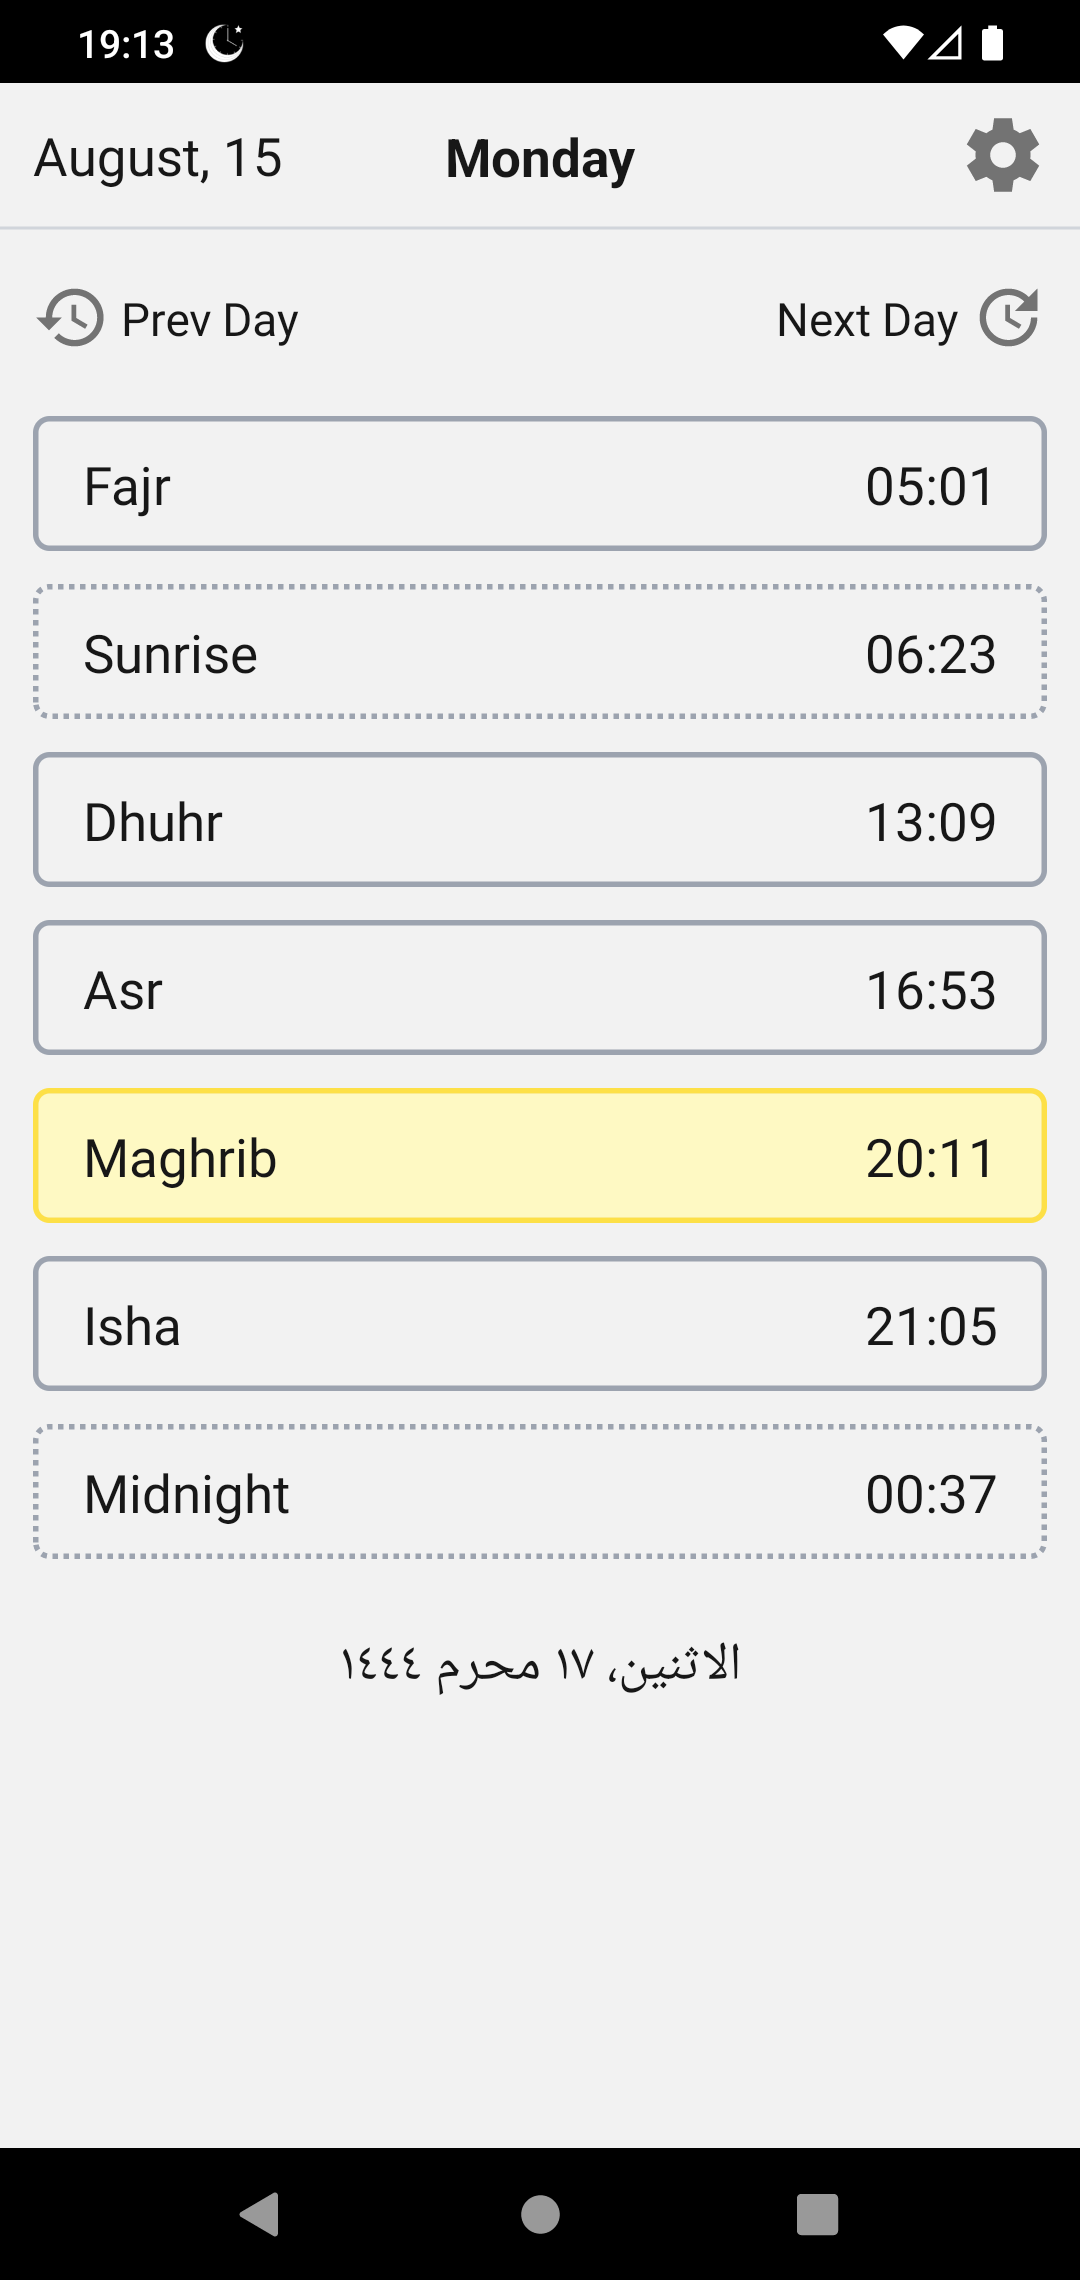 19:13
August, 15 Monday
Prev Day Next Day
Fajr 05:01
Sunrise 06:23
Dhuhr 13:09
Asr 16:53
Maghrib 20:11
Isha 21:05
Midnight 00:37
الاثنين، ١٧ محرم ١٤٤٤